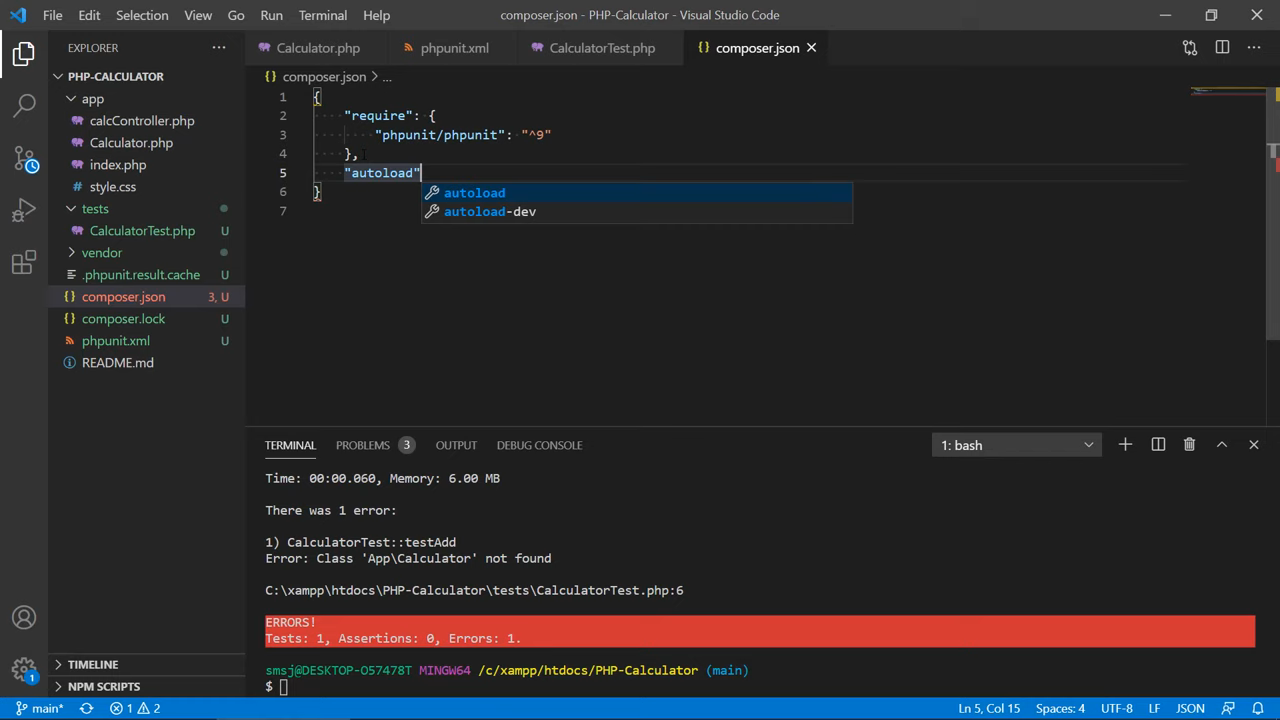 File Edit Selection View Go Run Terminal Help
composer.json - PHP-Calculator - Visual Studio Code
EXPLORER
PHP-CALCULATOR
app
calcController.php
Calculator.php
index.php
style.css
tests
CalculatorTest.php U
vendor
.phpunit.result.cache U
composer.json 3, U
composer.lock U
phpunit.xml U
README.md
TIMELINE
NPM SCRIPTS
Calculator.php phpunit.xml CalculatorTest.php composer.json
composer.json > ...
1 {
2 "require": {
3 "phpunit/phpunit": "^9"
4 },
5 "autoload"
6 }
7
autoload
autoload-dev
TERMINAL PROBLEMS 3 OUTPUT DEBUG CONSOLE 1: bash
Time: 00:00.060, Memory: 6.00 MB
There was 1 error:
1) CalculatorTest::testAdd
Error: Class 'App\Calculator' not found
C:\xampp\htdocs\PHP-Calculator\tests\CalculatorTest.php:6
ERRORS!
Tests: 1, Assertions: 0, Errors: 1.
smsj@DESKTOP-O57478T MINGW64 /c/xampp/htdocs/PHP-Calculator (main)
$
1
main* 1 2 Ln 5, Col 15 Spaces: 4 UTF-8 LF JSON